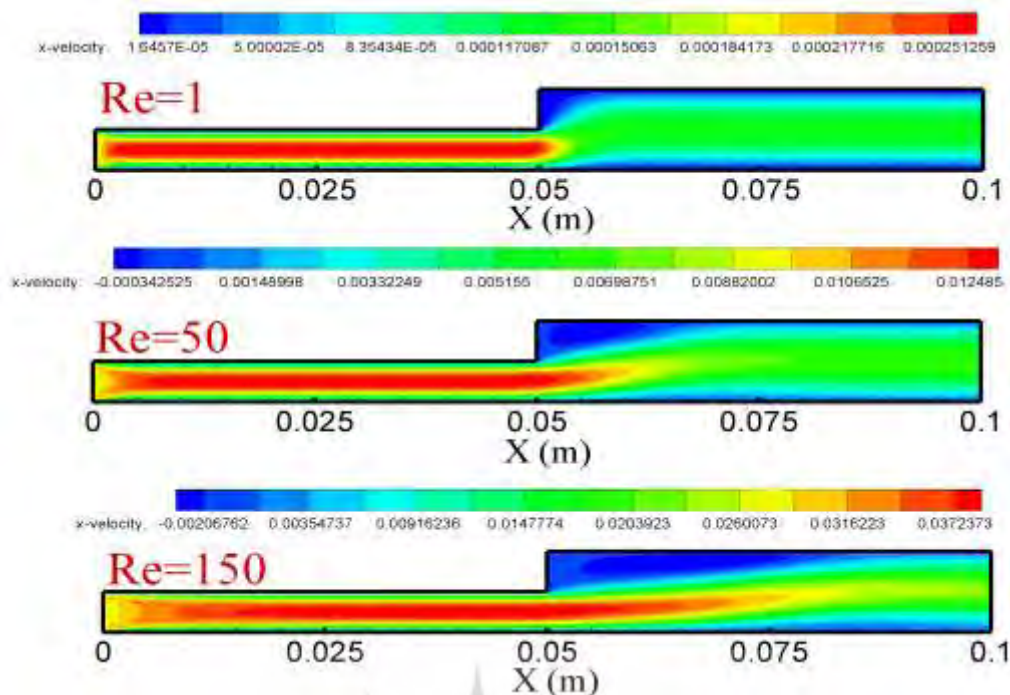 x-velocity: 1.6457E-05 5.00002E-05 8.35434E-05 0.000117087 0.00015063 0.000184173 0.000217716 0.000251259
Re=1
0 0.025 0.05 0.075 0.1
X (m)
x-velocity: -0.000342525 0.00148998 0.00332249 0.005155 0.00698751 0.00882002 0.0106525 0.012485
Re=50
0 0.025 0.05 0.075 0.1
X (m)
x-velocity: -0.00206762 0.00354737 0.00916236 0.0147774 0.0203923 0.0260073 0.0316223 0.0372373
Re=150
0 0.025 0.05 0.075 0.1
X (m)